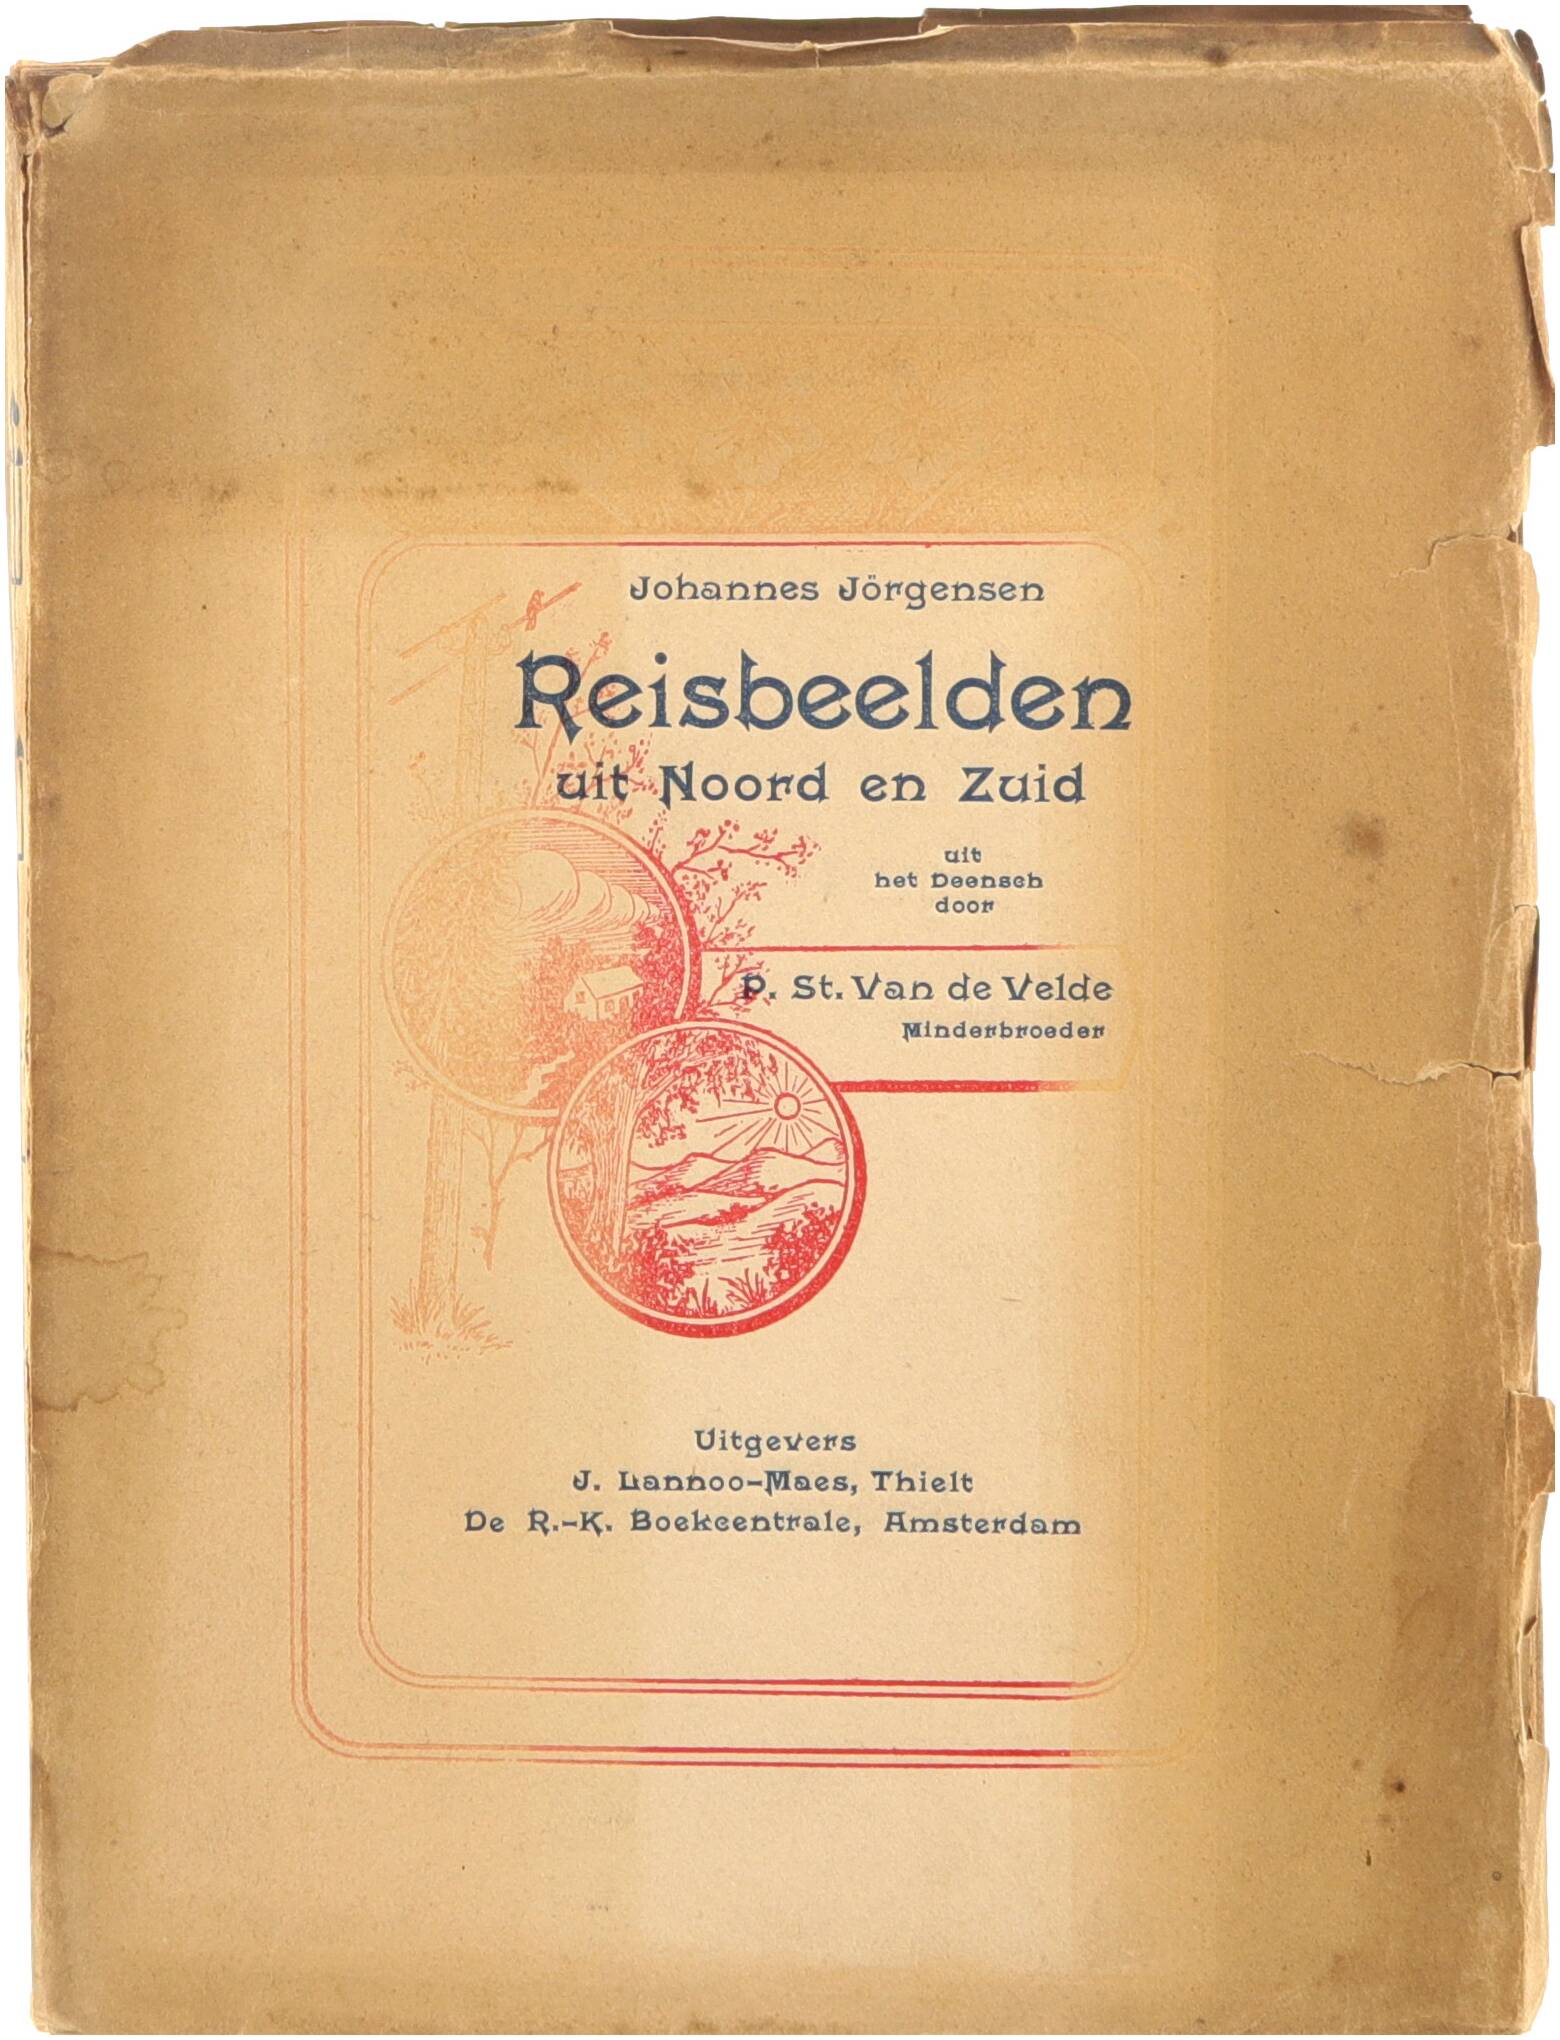 Johannes Jörgensen
Reisbeelden
uit Noord en Zuid
uit
het Deensch
door
P. St. Van de Velde
Minderbroeder
Uitgevers
J. Lannoo-Maes, Thielt
De R.-K. Boekcentrale, Amsterdam